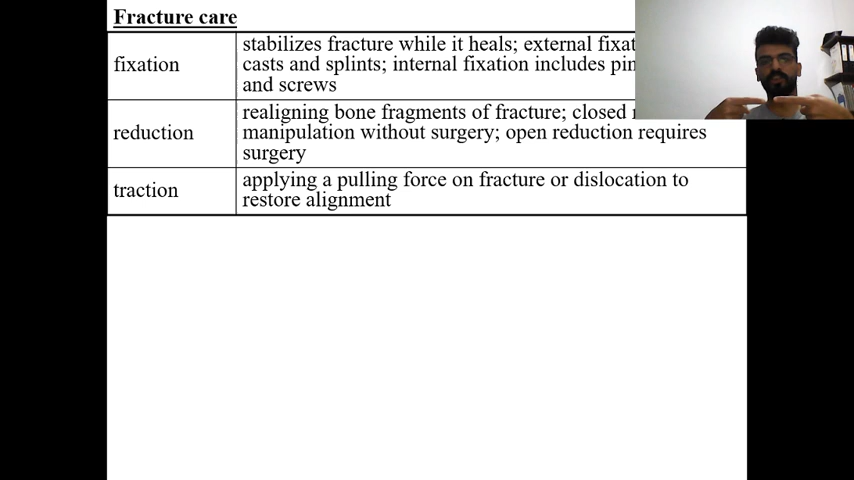 Fracture care
fixation
stabilizes fracture while it heals; external
casts and splints; internal fixation includes
and screws
reduction
realigning bone fragments of fracture; closed
manipulation without surgery; open reduction requires
surgery
traction
applying a pulling force on fracture or dislocation to
restore alignment